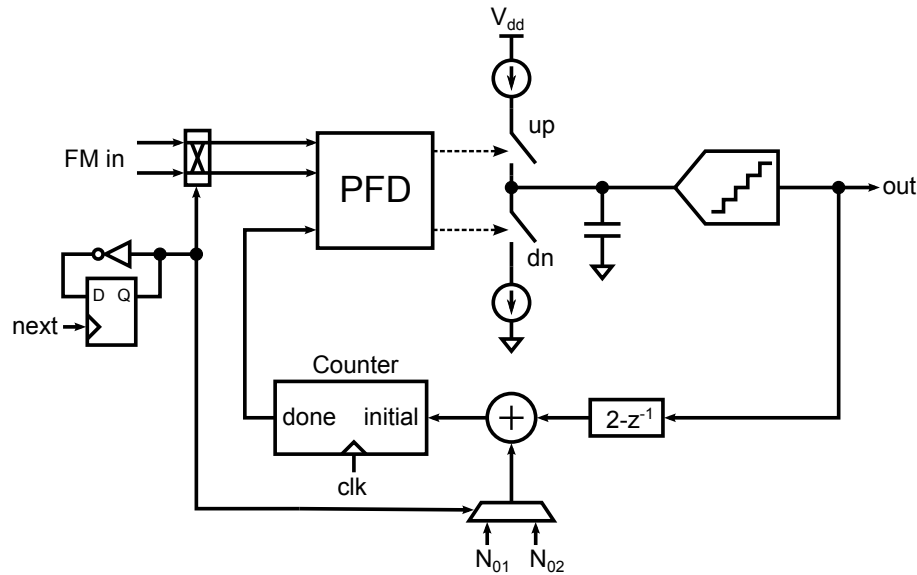 V_dd
up
FM in
PFD
out
dn
D Q
next
Counter
done initial
+
2-z^-1
clk
N_01 N_02